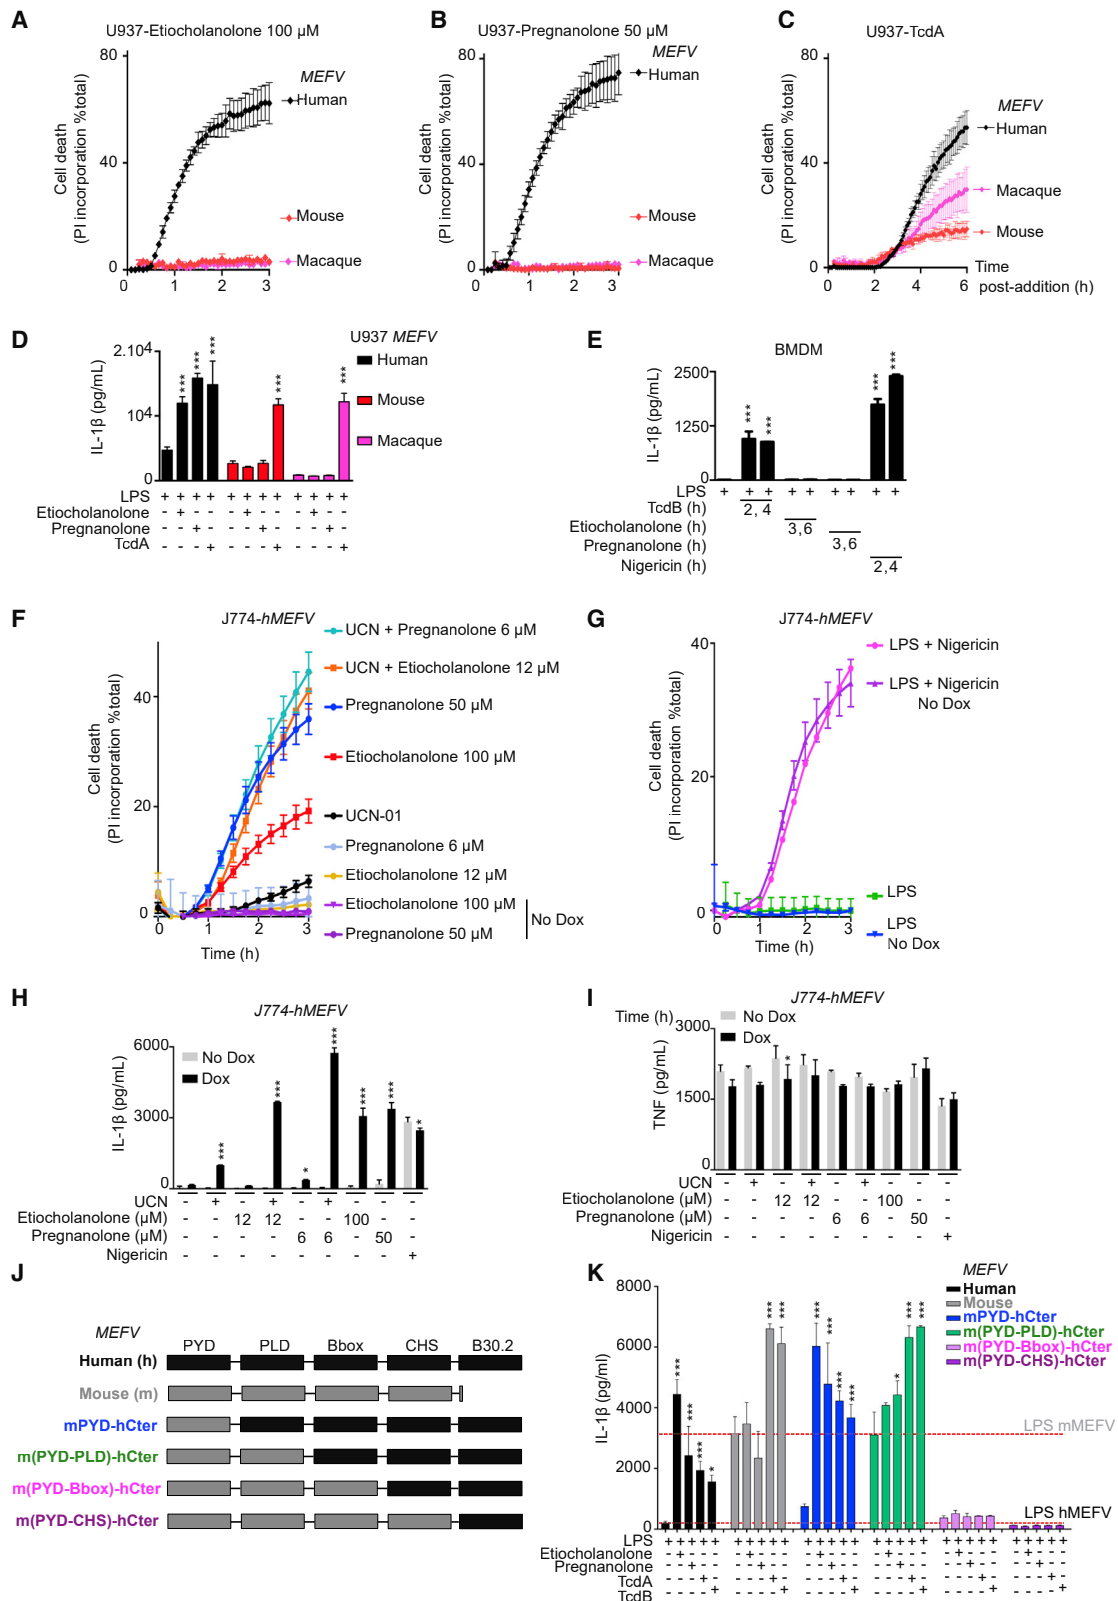 A
U937-Etiocholanolone 100 µM
Cell death
(PI incorporation %total)
80
40
0
0 1 2 3
MEFV
Human
Mouse
Macaque
B
U937-Pregnanolone 50 µM
Cell death
(PI incorporation %total)
80
40
0
0 1 2 3
MEFV
Human
Mouse
Macaque
C
U937-TcdA
Cell death
(PI incorporation %total)
80
40
0
0 2 4 6
MEFV
Human
Macaque
Mouse
Time
post-addition (h)
D
U937 MEFV
Human
Mouse
Macaque
IL-1β (pg/mL)
2.10⁴
10⁴
0
*** *** *** *** ***
LPS + + + + + + + + + + + +
Etiocholanolone - + - - - + - - - + - -
Pregnanolone - - + - - - + - - - + -
TcdA - - - + - - - + - - - +
E
BMDM
IL-1β (pg/mL)
2500
1250
0
*** *** *** ***
LPS + + + + + + + + +
TcdB (h) 2, 4
Etiocholanolone (h) 3,6
Pregnanolone (h) 3,6
Nigericin (h) 2,4
F
J774-hMEFV
Cell death
(PI incorporation %total)
40
20
0
0 1 2 3
Time (h)
UCN + Pregnanolone 6 µM
UCN + Etiocholanolone 12 µM
Pregnanolone 50 µM
Etiocholanolone 100 µM
UCN-01
Pregnanolone 6 µM
Etiocholanolone 12 µM
Etiocholanolone 100 µM
Pregnanolone 50 µM
No Dox
G
J774-hMEFV
Cell death
(PI incorporation %total)
40
20
0
0 1 2 3
Time (h)
LPS + Nigericin
LPS + Nigericin
No Dox
LPS
LPS
No Dox
H
J774-hMEFV
No Dox
Dox
IL-1β (pg/mL)
6000
3000
0
*** *** * *** *** *** *
UCN - + - + - + - - -
Etiocholanolone (µM) - - 12 12 - - 100 - -
Pregnanolone (µM) - - - - 6 6 - 50 -
Nigericin - - - - - - - - +
I
J774-hMEFV
Time (h)
No Dox
Dox
TNF (pg/mL)
3000
1500
0
*
UCN - + - + - + - - -
Etiocholanolone (µM) - - 12 12 - - 100 - -
Pregnanolone (µM) - - - - 6 6 - 50 -
Nigericin - - - - - - - - +
J
MEFV
PYD PLD Bbox CHS B30.2
Human (h)
Mouse (m)
mPYD-hCter
m(PYD-PLD)-hCter
m(PYD-Bbox)-hCter
m(PYD-CHS)-hCter
K
MEFV
Human
Mouse
mPYD-hCter
m(PYD-PLD)-hCter
m(PYD-Bbox)-hCter
m(PYD-CHS)-hCter
IL-1β (pg/ml)
8000
6000
4000
2000
0
*** *** *** * *** *** *** *** *** *** * *** ***
LPS mMEFV
LPS hMEFV
LPS + + + + + + + + + + + + + + + + + + + + + + + + + + + + + +
Etiocholanolone - + - - - - + - - - - + - - - - + - - - - + - - - - + - - -
Pregnanolone - - + - - - - + - - - - + - - - - + - - - - + - - - - + - -
TcdA - - - + - - - - + - - - - + - - - - + - - - - + - - - - + -
TcdB - - - - + - - - - + - - - - + - - - - + - - - - + - - - - +